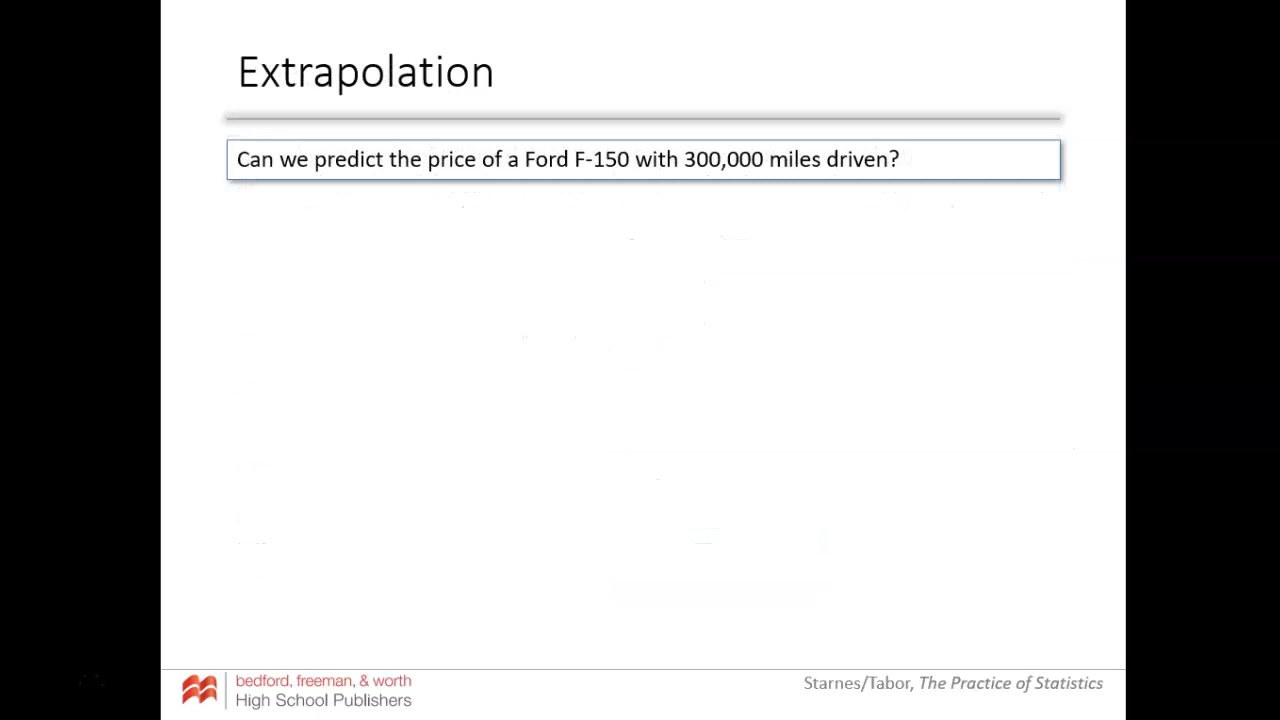 Extrapolation
Can we predict the price of a Ford F-150 with 300,000 miles driven?
bedford, freeman, & worth
High School Publishers
Starnes/Tabor, The Practice of Statistics